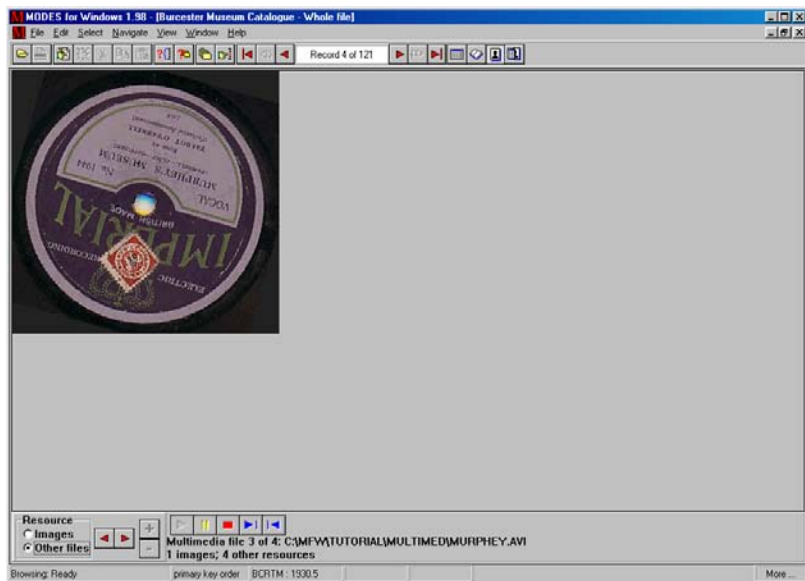 MODES for Windows 1.98 - [Burcester Museum Catalogue - Whole file]
File Edit Select Navigate View Window Help
Record 4 of 121
IMPERIAL
BRITISH MADE
ELECTRIC RECORDING
VOCAL No. 1944
MURPHEY'S MUSEUM
Resource
Images
Other files
Multimedia file 3 of 4: C:\MFW\TUTORIAL\MULTIMED\MURPHEY.AVI
1 images; 4 other resources
Browsing: Ready primary key order BCRTM : 1930.5 More ...